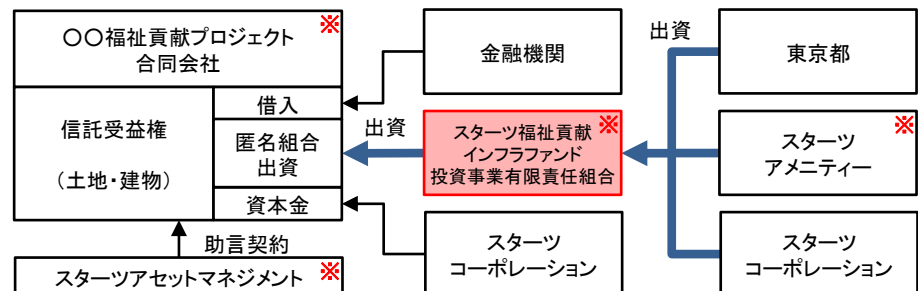 〇〇福祉貢献プロジェクト ※
合同会社
信託受益権
(土地・建物)
借入
匿名組合
出資
資本金
助言契約
スターツアセットマネジメント ※
金融機関
出資
スターツ福祉貢献 ※
インフラファンド
投資事業有限責任組合
スターツ
コーポレーション
出資
東京都
スターツ ※
アメニティー
スターツ
コーポレーション